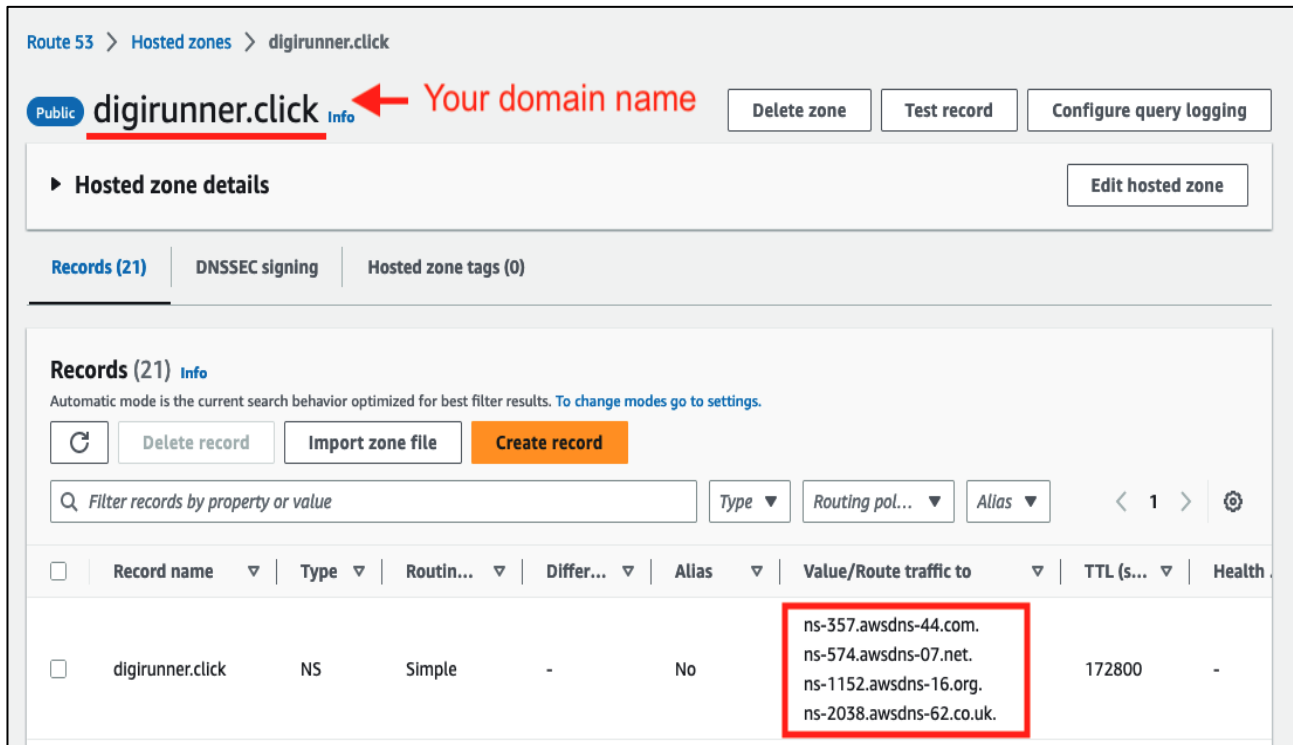 Route 53 > Hosted zones > digirunner.click
Public digirunner.click Info Your domain name Delete zone Test record Configure query logging
Hosted zone details Edit hosted zone
Records (21) DNSSEC signing Hosted zone tags (0)
Records (21) Info
Automatic mode is the current search behavior optimized for best filter results. To change modes go to settings.
Delete record Import zone file Create record
Filter records by property or value Type Routing pol... Alias 1
Record name Type Routin... Differ... Alias Value/Route traffic to TTL (s... Health
ns-357.awsdns-44.com.
ns-574.awsdns-07.net.
digirunner.click NS Simple - No 172800 -
ns-1152.awsdns-16.org.
ns-2038.awsdns-62.co.uk.